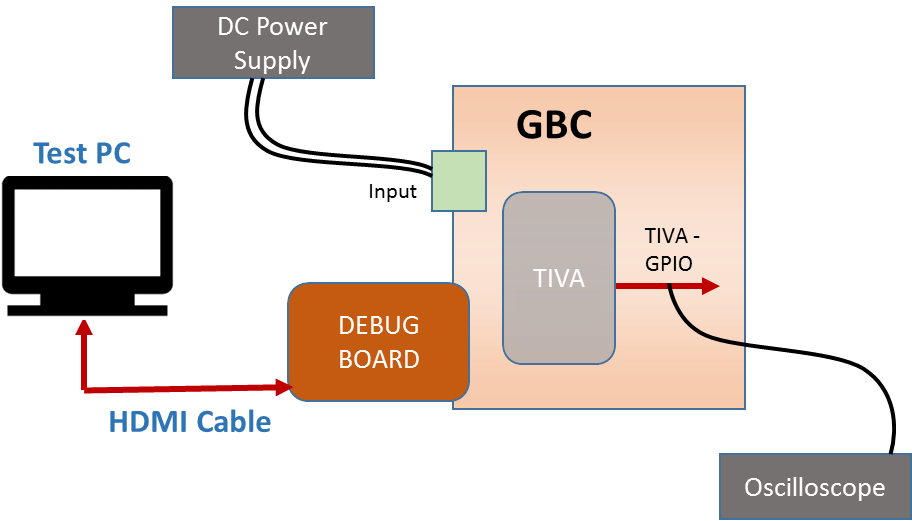 DC Power
Supply
GBC
Test PC
Input
TIVA -
GPIO
TIVA
DEBUG
BOARD
HDMI Cable
Oscilloscope